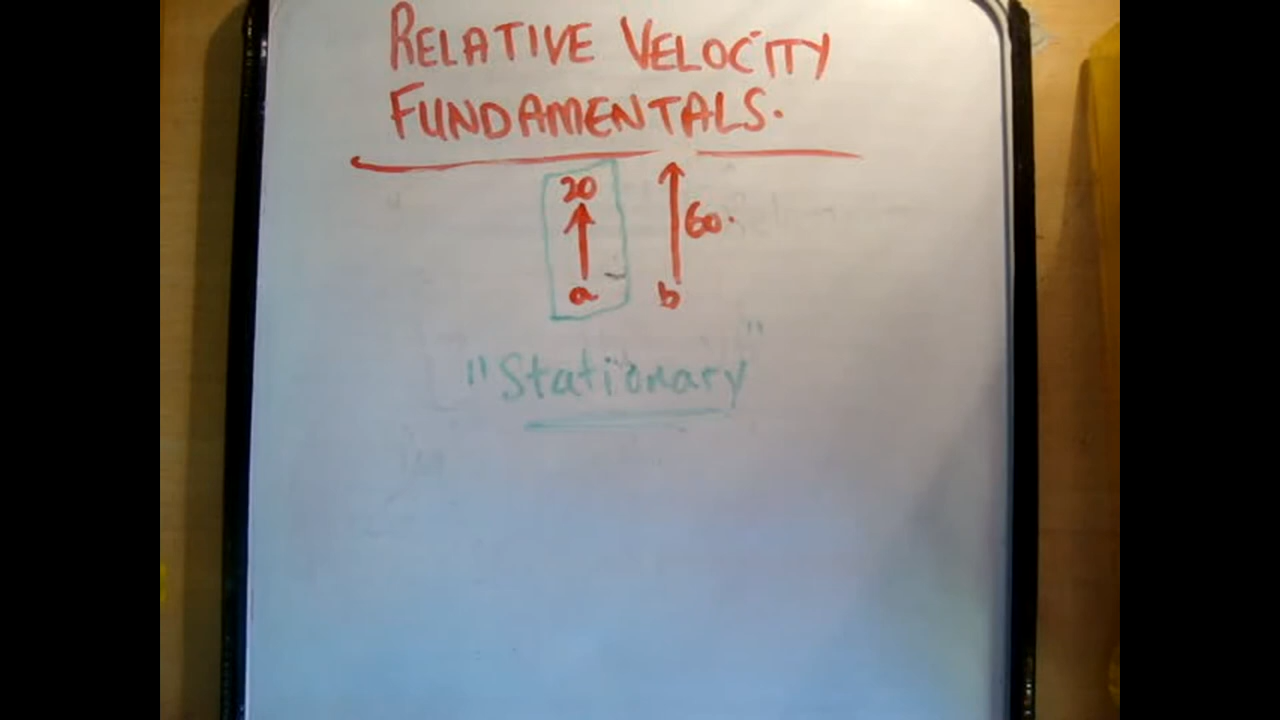 RELATIVE VELOCITY
FUNDAMENTALS.
20
60.
a
b
"Stationary"